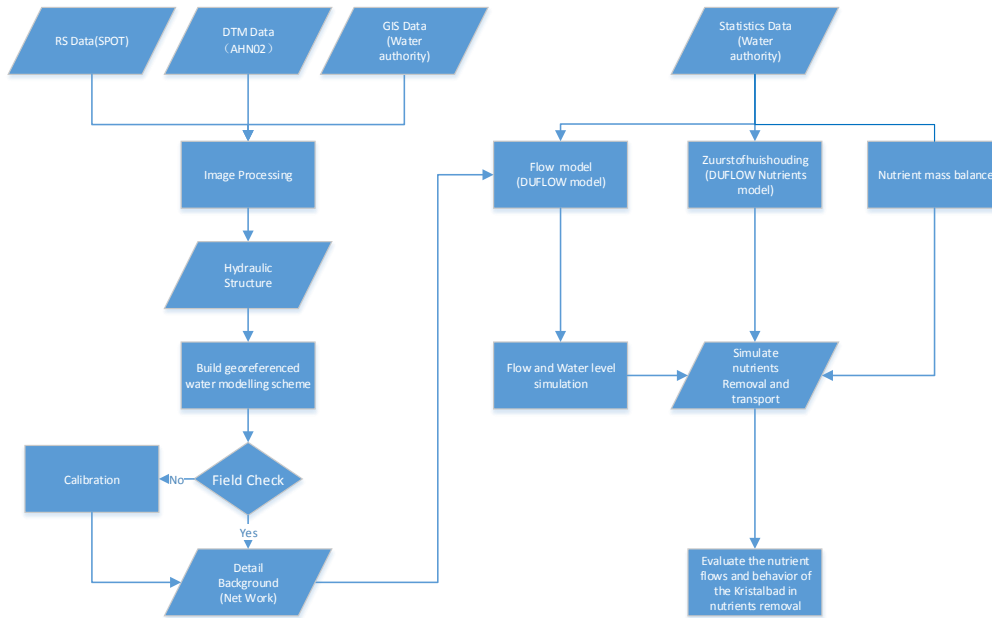 RS Data(SPOT)
DTM Data
（AHN02）
GIS Data
(Water
authority)
Statistics Data
(Water
authority)
Image Processing
Flow model
(DUFLOW model)
Zuurstofhuishouding
(DUFLOW Nutrients
model)
Nutrient mass balance
Hydraulic
Structure
Build georeferenced
water modelling scheme
Flow and Water level
simulation
Simulate
nutrients
Removal and
transport
Calibration
No
Field Check
Yes
Detail
Background
(Net Work)
Evaluate the nutrient
flows and behavior of
the Kristalbad in
nutrients removal